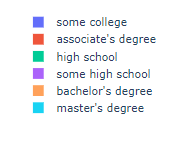 some college
associate's degree
high school
some high school
bachelor's degree
master's degree